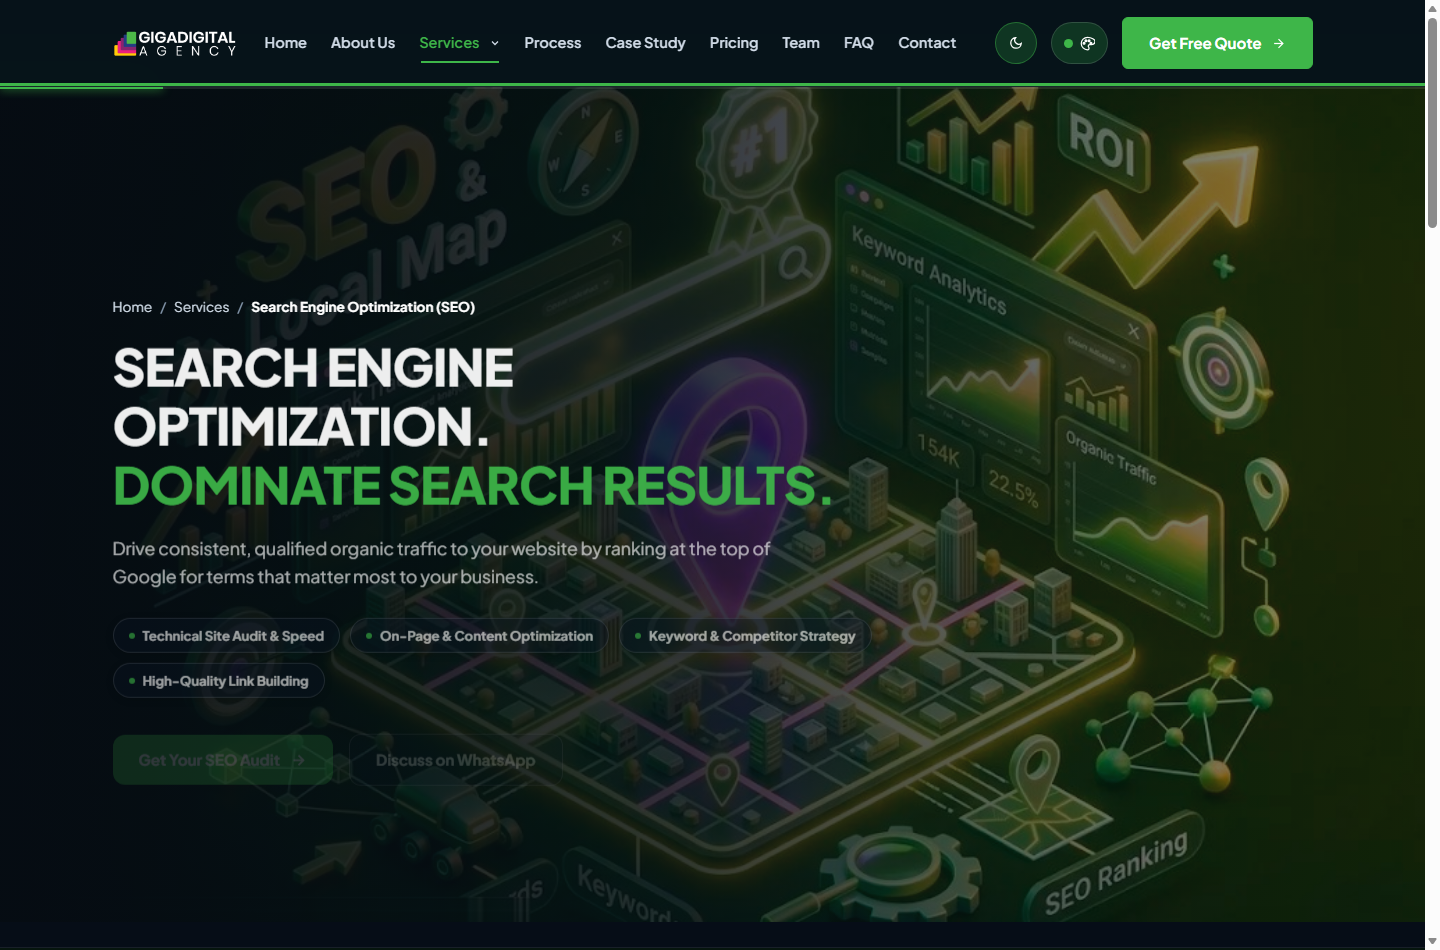 GIGADIGITAL
AGENCY
Home
About Us
Services
Process
Case Study
Pricing
Team
FAQ
Contact
Get Free Quote
SEO
&
Local Map
N
E
S
W
#1
ROI
Keyword Analytics
154K
22.5%
Organic Traffic
Home / Services / Search Engine Optimization (SEO)
SEARCH ENGINE
OPTIMIZATION.
DOMINATE SEARCH RESULTS.
Drive consistent, qualified organic traffic to your website by ranking at the top of
Google for terms that matter most to your business.
Technical Site Audit & Speed
On-Page & Content Optimization
Keyword & Competitor Strategy
High-Quality Link Building
Get Your SEO Audit
Discuss on WhatsApp
SEO Ranking